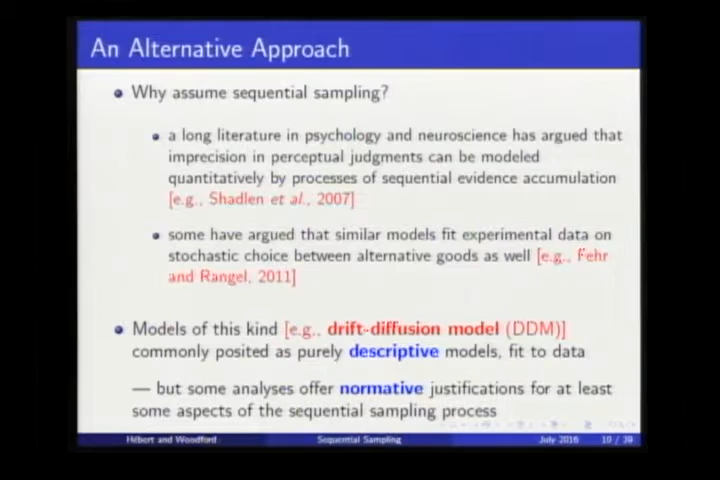 An Alternative Approach
Why assume sequential sampling?
a long literature in psychology and neuroscience has argued that
imprecision in perceptual judgments can be modeled
quantitatively by processes of sequential evidence accumulation
[e.g., Shadlen et al., 2007]
some have argued that similar models fit experimental data on
stochastic choice between alternative goods as well [e.g., Fehr
and Rangel, 2011]
Models of this kind [e.g., drift-diffusion model (DDM)]
commonly posited as purely descriptive models, fit to data
— but some analyses offer normative justifications for at least
some aspects of the sequential sampling process
Hébert and Woodford Sequential Sampling July 2016 10 / 39